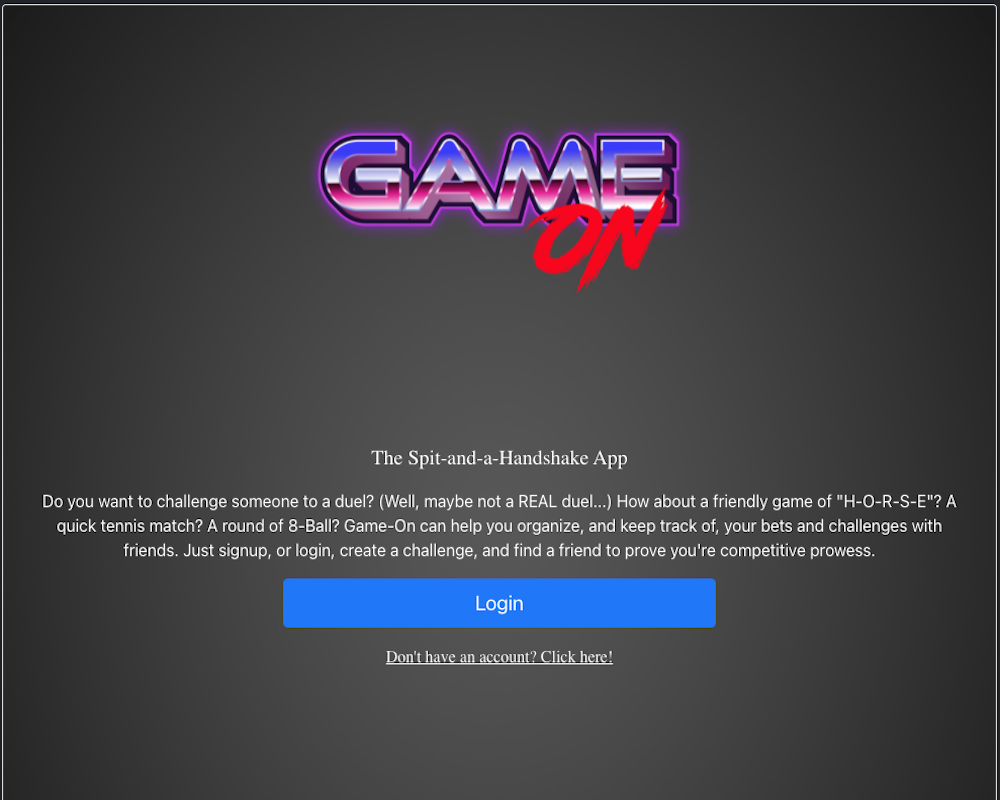 GAME
ON
The Spit-and-a-Handshake App
Do you want to challenge someone to a duel? (Well, maybe not a REAL duel...) How about a friendly game of "H-O-R-S-E"? A
quick tennis match? A round of 8-Ball? Game-On can help you organize, and keep track of, your bets and challenges with
friends. Just signup, or login, create a challenge, and find a friend to prove you're competitive prowess.
Login
Don't have an account? Click here!